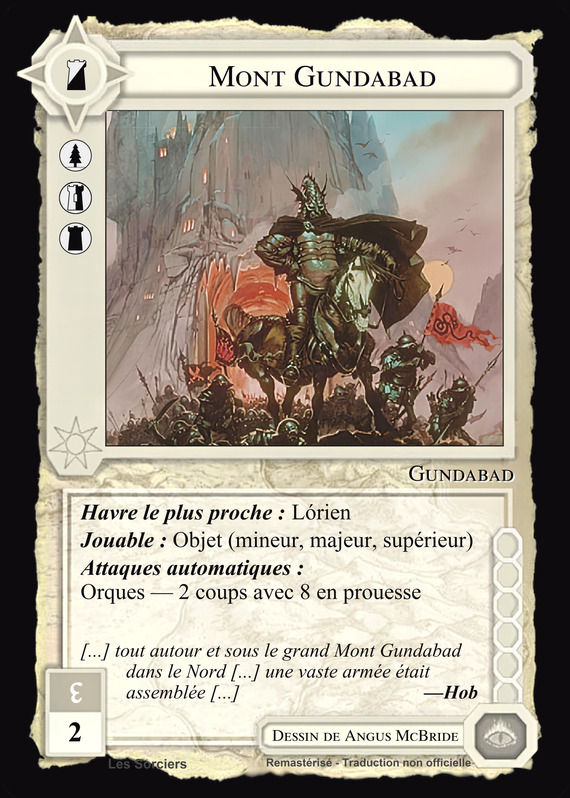 Mont Gundabad
Gundabad
Havre le plus proche : Lórien
Jouable : Objet (mineur, majeur, supérieur)
Attaques automatiques :
Orques — 2 coups avec 8 en prouesse
[...] tout autour et sous le grand Mont Gundabad
dans le Nord [...] une vaste armée était
assemblée [...] —Hob
2
Dessin de Angus McBride
Les Sorciers
Remastérisé - Traduction non officielle